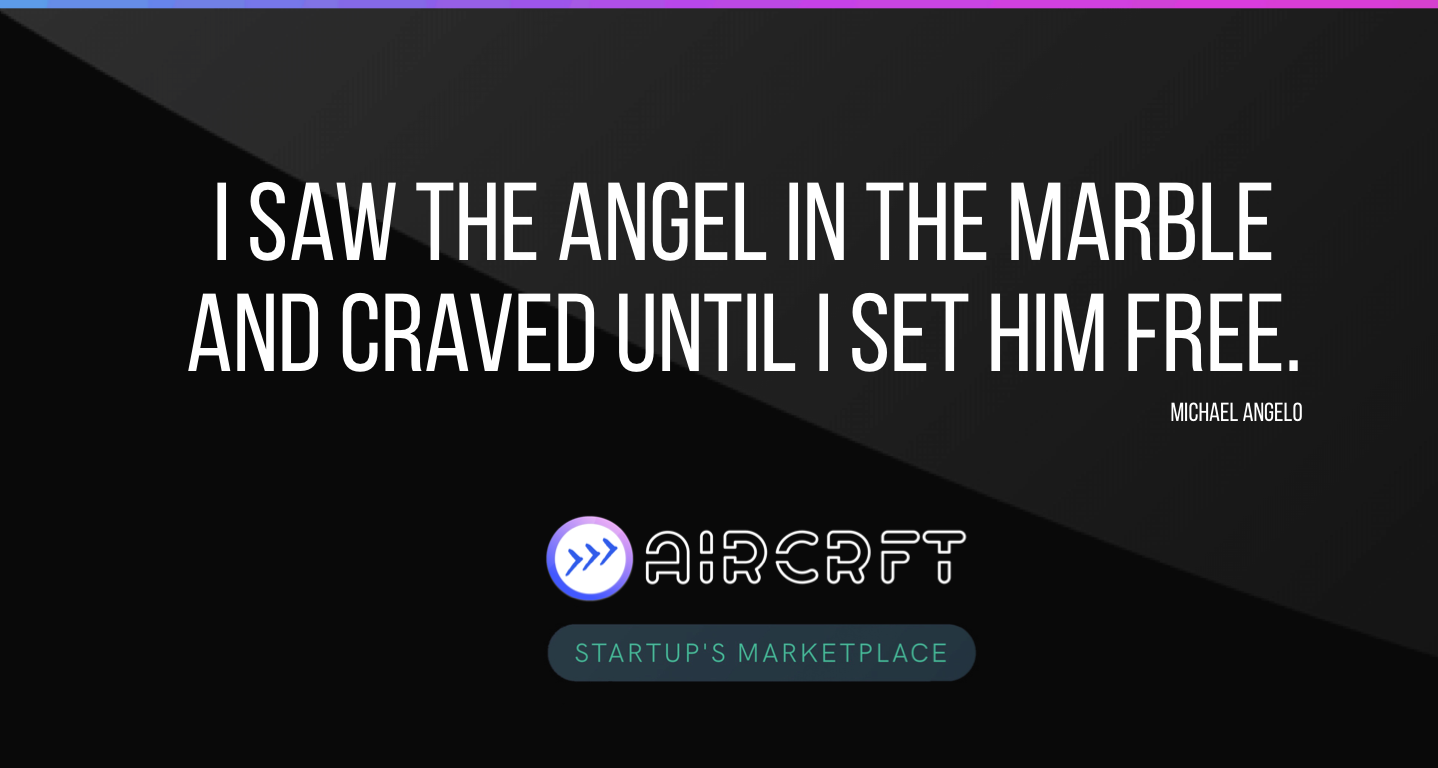 I SAW THE ANGEL IN THE MARBLE
AND CRAVED UNTIL I SET HIM FREE.
MICHAEL ANGELO
AIRCRFT
STARTUP'S MARKETPLACE